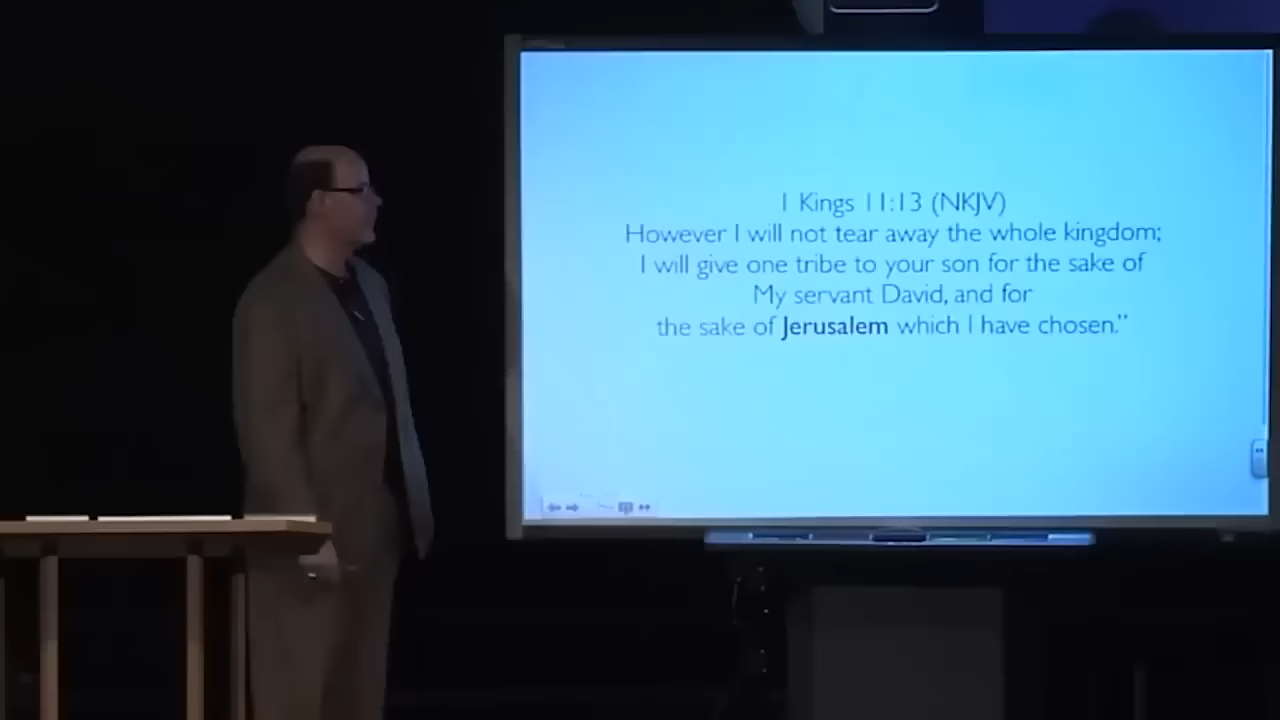 1 Kings 11:13 (NKJV)
However I will not tear away the whole kingdom;
I will give one tribe to your son for the sake of
My servant David, and for
the sake of Jerusalem which I have chosen.”